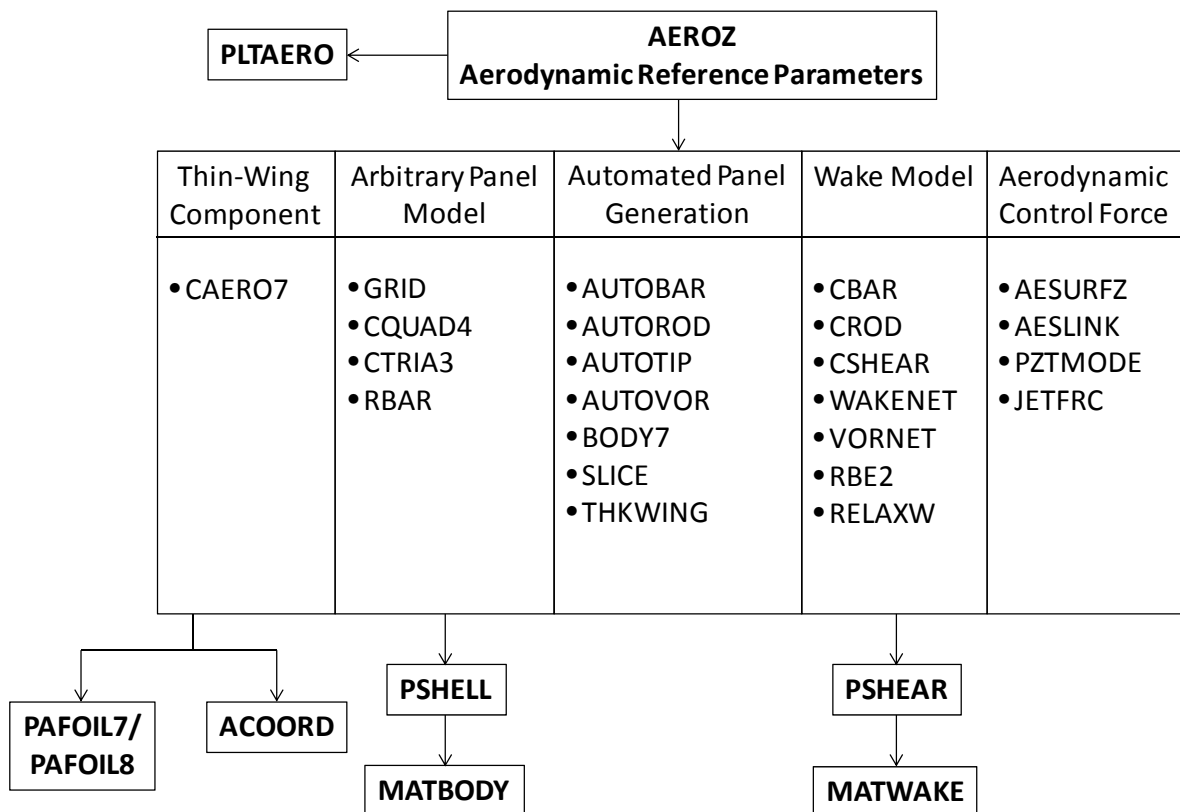 AEROZ
Aerodynamic Reference Parameters
PLTAERO
Thin-Wing
Component
• CAERO7
Arbitrary Panel
Model
• GRID
• CQUAD4
• CTRIA3
• RBAR
Automated Panel
Generation
• AUTOBAR
• AUTOROD
• AUTOTIP
• AUTOVOR
• BODY7
• SLICE
• THKWING
Wake Model
• CBAR
• CROD
• CSHEAR
• WAKENET
• VORNET
• RBE2
• RELAXW
Aerodynamic
Control Force
• AESURFZ
• AESLINK
• PZTMODE
• JETFRC
PAFOIL7/
PAFOIL8
ACOORD
PSHELL
MATBODY
PSHEAR
MATWAKE